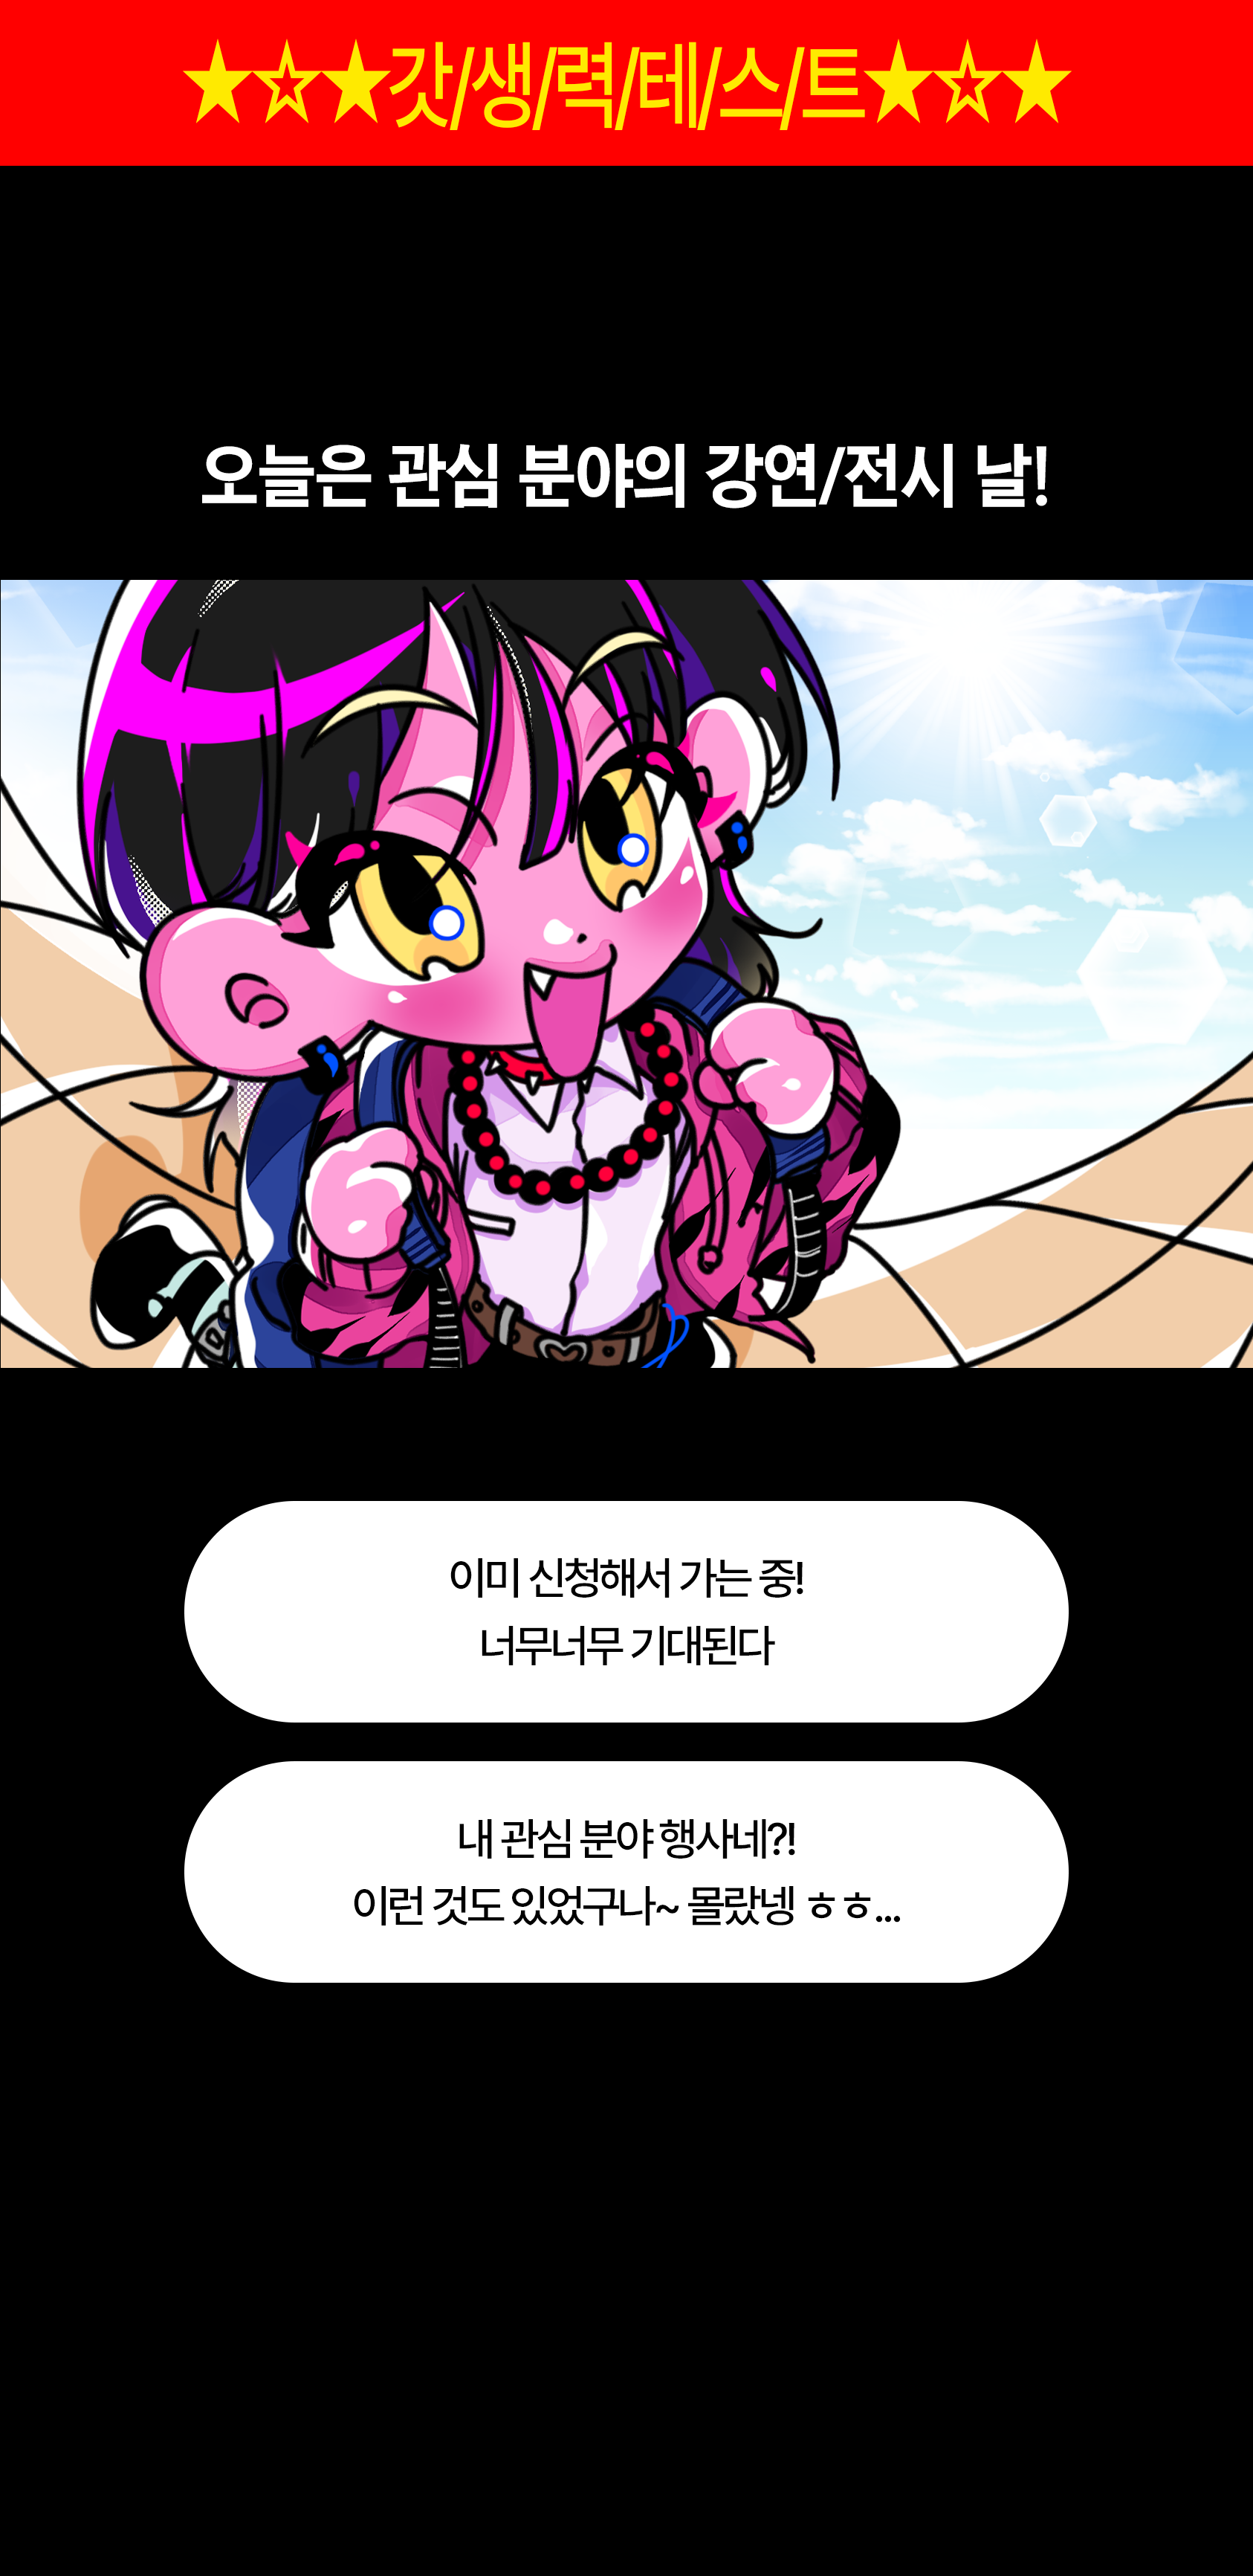 ★☆★갓/생/력/테/스/트★☆★
오늘은 관심 분야의 강연/전시 날!
이미 신청해서 가는 중!
너무너무 기대된다
내 관심 분야 행사네?!
이런 것도 있었구나~ 몰랐넹 ㅎㅎ...